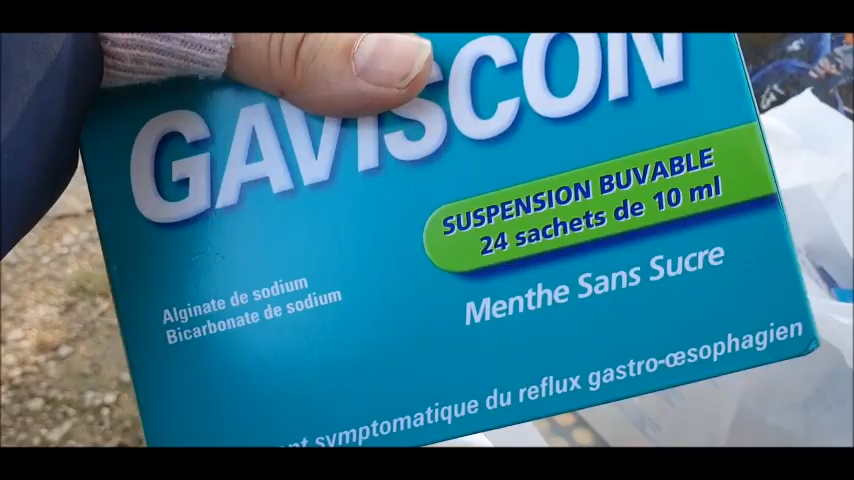 GAVISCON
SUSPENSION BUVABLE
24 sachets de 10 ml
Alginate de sodium
Bicarbonate de sodium
Menthe Sans Sucre
symptomatique du reflux gastro-œsophagien